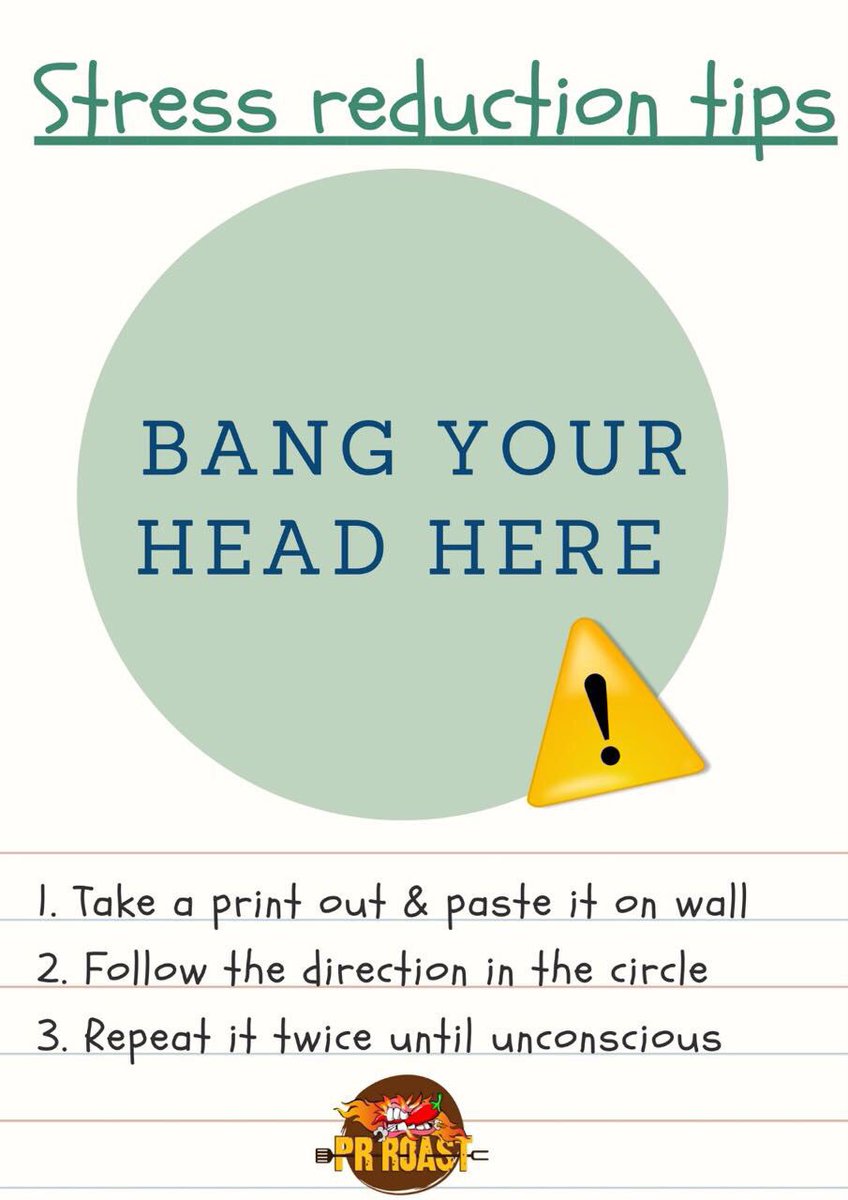 Stress reduction tips
BANG YOUR
HEAD HERE
!
1. Take a print out & paste it on wall
2. Follow the direction in the circle
3. Repeat it twice until unconscious
PR ROAST